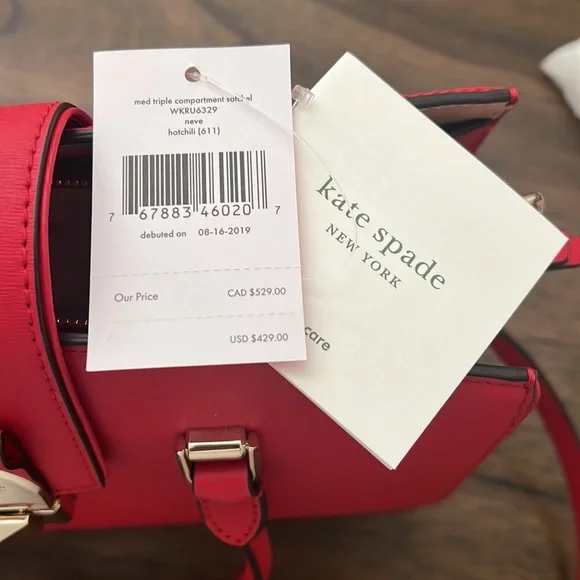 med triple compartment satchel
WKRU6329
neve
hotchili (611)
7 67883 46020 7
debuted on 08-16-2019
Our Price CAD $529.00
USD $429.00
kate spade
NEW YORK
care